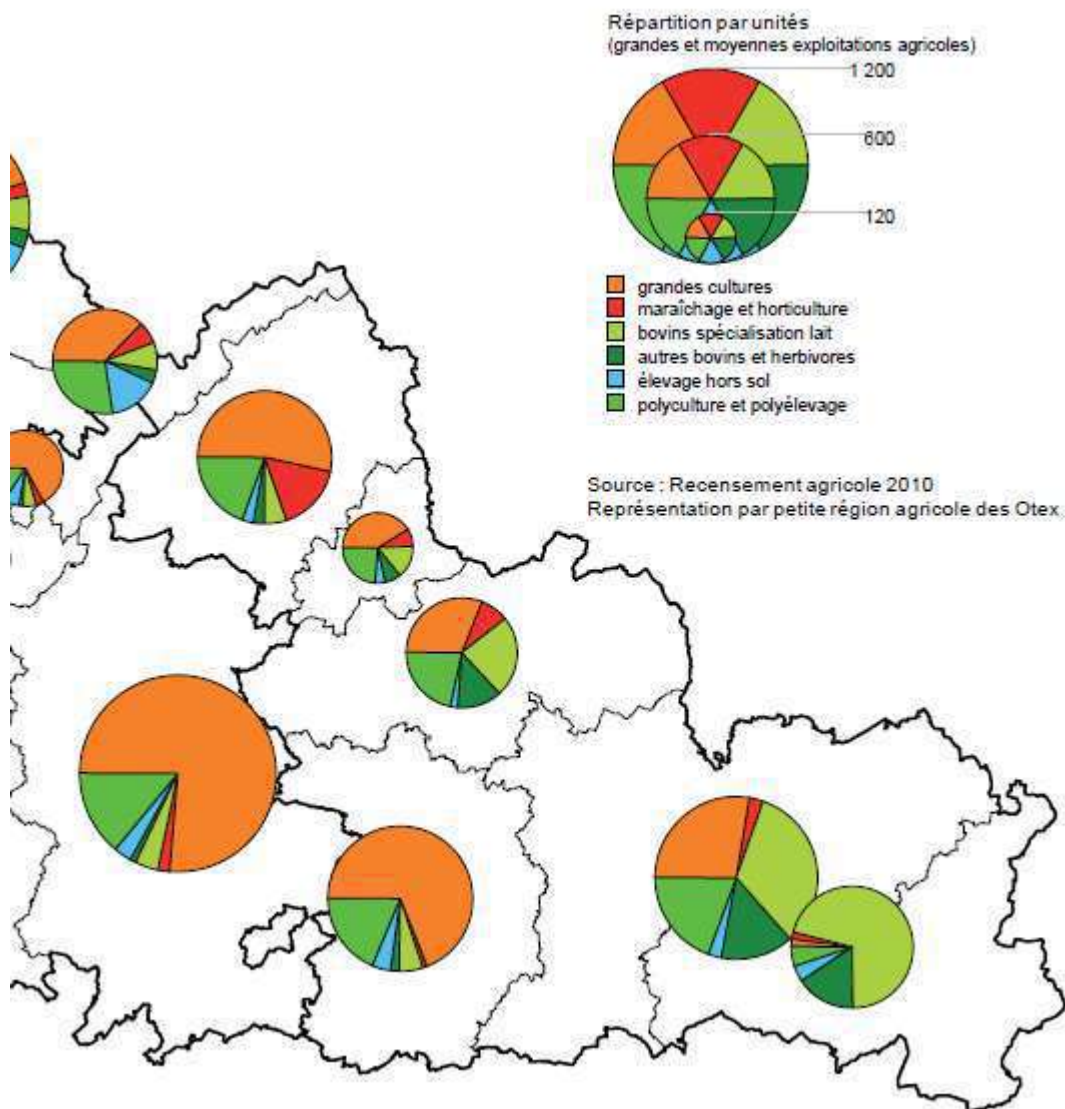 Répartition par unités
(grandes et moyennes exploitations agricoles)
1 200
600
120
grandes cultures
maraîchage et horticulture
bovins spécialisation lait
autres bovins et herbivores
élevage hors sol
polyculture et polyélevage
Source : Recensement agricole 2010
Représentation par petite région agricole des Otex